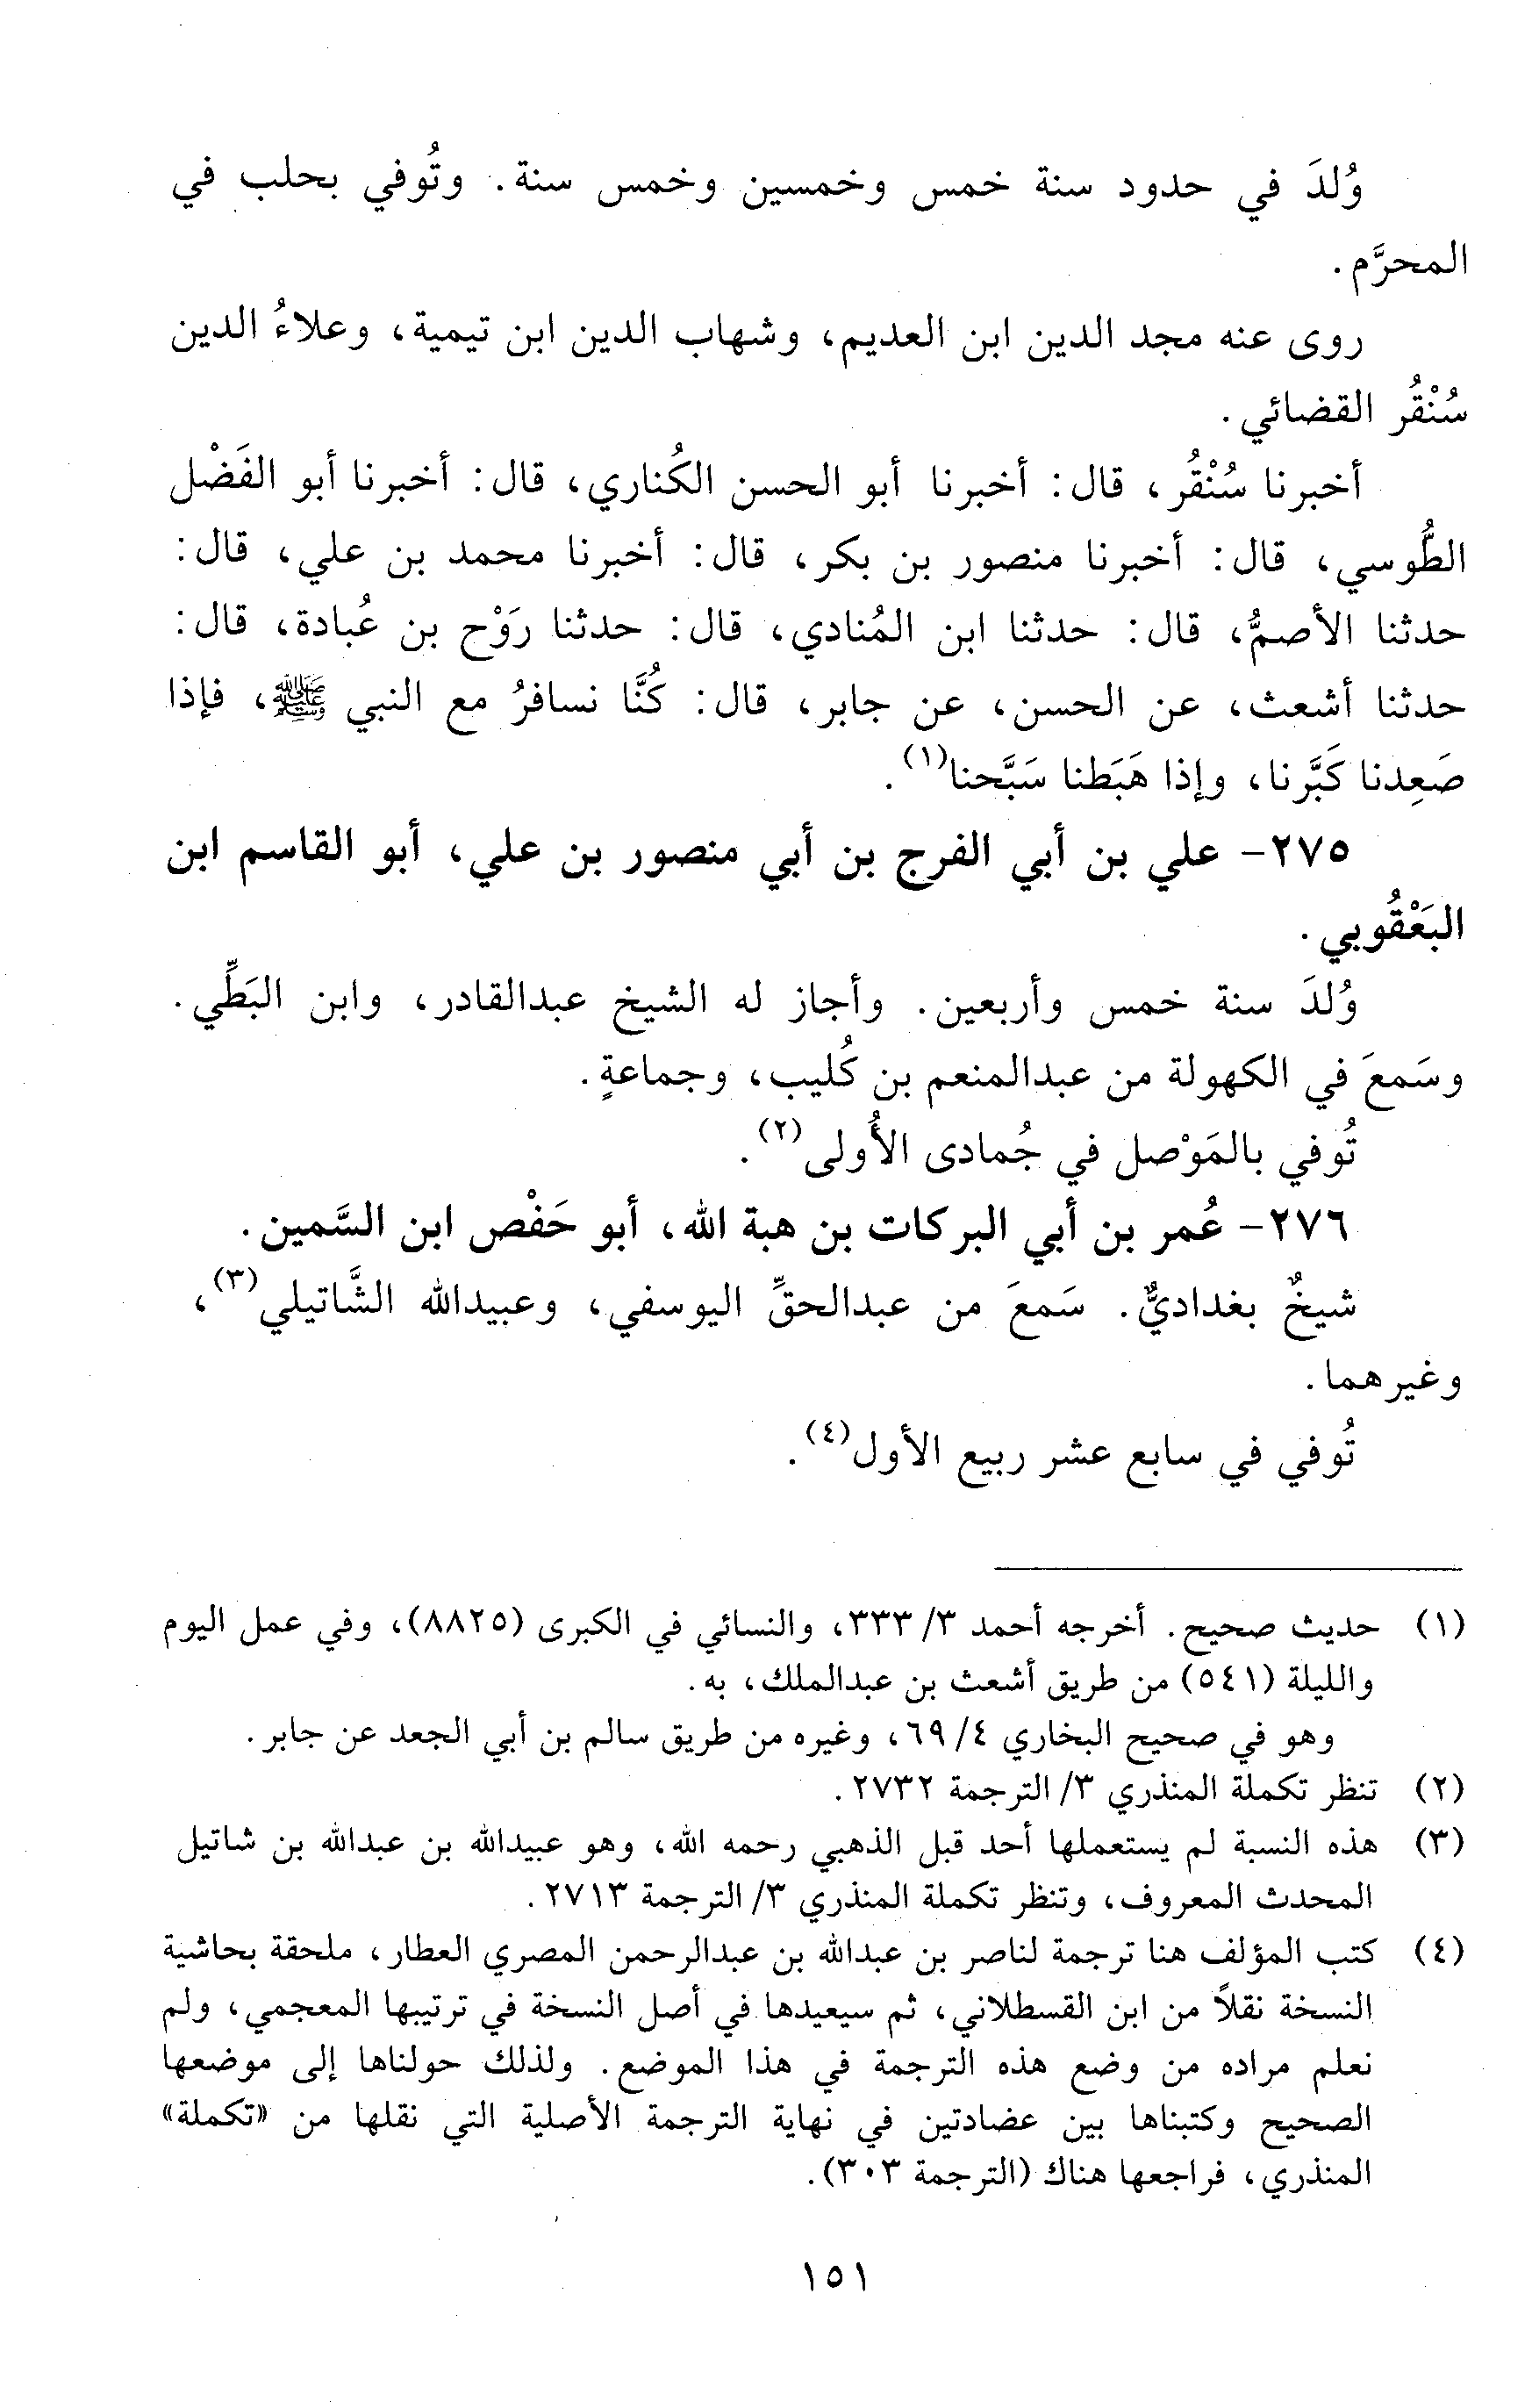 وُلدَ في حدود سنة خمس وخمسين وخمس سنة. وتُوفي بحلب في
المحرَّم.
روى عنه مجد الدين ابن العديم، وشهاب الدين ابن تيمية، وعلاءُ الدين
سُنْقُر القضائي.
أخبرنا سُنْقُر، قال: أخبرنا أبو الحسن الكُناري، قال: أخبرنا أبو الفَضْل
الطُّوسي، قال: أخبرنا منصور بن بكر، قال: أخبرنا محمد بن علي، قال:
حدثنا الأصمُّ، قال: حدثنا ابن المُنادي، قال: حدثنا رَوْح بن عُبادة، قال:
حدثنا أشعث، عن الحسن، عن جابر، قال: كُنَّا نسافرُ مع النبي ﷺ، فإذا
صَعِدنا كَبَّرنا، وإذا هَبَطنا سَبَّحنا(١).
٢٧٥- علي بن أبي الفرج بن أبي منصور بن علي، أبو القاسم ابن
البَعْقُوبي.
وُلدَ سنة خمس وأربعين. وأجاز له الشيخ عبدالقادر، وابن البَطِّي.
وسَمعَ في الكهولة من عبدالمنعم بن كُليب، وجماعةٍ.
تُوفي بالمَوْصل في جُمادى الأُولى(٢).
٢٧٦- عُمر بن أبي البركات بن هبة الله، أبو حَفْص ابن السَّمين.
شيخٌ بغداديٌّ. سَمعَ من عبدالحقِّ اليوسفي، وعبيدالله الشَّاتيلي(٣)،
وغيرهما.
تُوفي في سابع عشر ربيع الأول(٤).
(١) حديث صحيح. أخرجه أحمد ٣/ ٣٣٣، والنسائي في الكبرى (٨٨٢٥)، وفي عمل اليوم
والليلة (٥٤١) من طريق أشعث بن عبدالملك، به.
وهو في صحيح البخاري ٤/ ٦٩، وغيره من طريق سالم بن أبي الجعد عن جابر.
(٢) تنظر تكملة المنذري ٣/ الترجمة ٢٧٣٢.
(٣) هذه النسبة لم يستعملها أحد قبل الذهبي رحمه الله، وهو عبيدالله بن عبدالله بن شاتيل
المحدث المعروف، وتنظر تكملة المنذري ٣/ الترجمة ٢٧١٣.
(٤) كتب المؤلف هنا ترجمة لناصر بن عبدالله بن عبدالرحمن المصري العطار، ملحقة بحاشية
النسخة نقلاً من ابن القسطلاني، ثم سيعيدها في أصل النسخة في ترتيبها المعجمي، ولم
نعلم مراده من وضع هذه الترجمة في هذا الموضع. ولذلك حولناها إلى موضعها
الصحيح وكتبناها بين عضادتين في نهاية الترجمة الأصلية التي نقلها من «تكملة»
المنذري، فراجعها هناك (الترجمة ٣٠٣).
١٥١